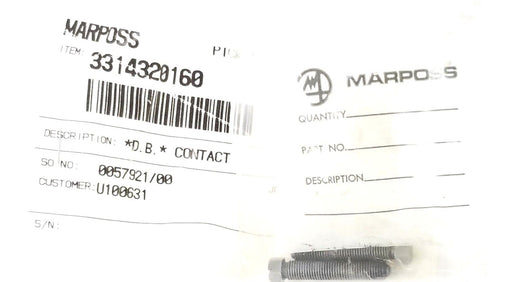 MARPOSS
ITEM:
3314320160
DESCRIPTION: *D.B.* CONTACT
SO NO: 0057921/00
CUSTOMER: U100631
S/N:
MARPOSS
QUANTITY
PART NO.
DESCRIPTION